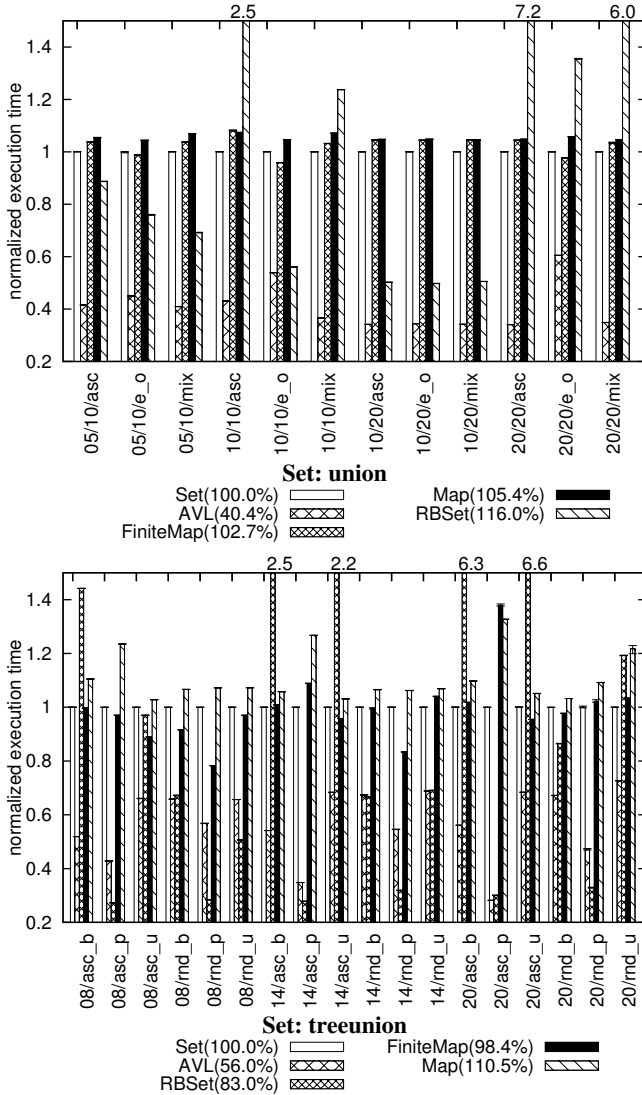 2.5 7.2 6.0
1.4
1.2
1
0.8
0.6
0.4
0.2
normalized execution time
05/10/asc
05/10/e_o
05/10/mix
10/10/asc
10/10/e_o
10/10/mix
10/20/asc
10/20/e_o
10/20/mix
20/20/asc
20/20/e_o
20/20/mix
Set: union
Set(100.0%) Map(105.4%)
AVL(40.4%) RBSet(116.0%)
FiniteMap(102.7%)
2.5 2.2 6.3 6.6
1.4
1.2
1.0
0.8
0.6
0.4
0.2
normalized execution time
08/asc_b
08/asc_p
08/asc_u
08/rnd_b
08/rnd_p
08/rnd_u
14/asc_b
14/asc_p
14/asc_u
14/rnd_b
14/rnd_p
14/rnd_u
20/asc_b
20/asc_p
20/asc_u
20/rnd_b
20/rnd_p
20/rnd_u
Set: treeunion
Set(100.0%) FiniteMap(98.4%)
AVL(56.0%) Map(110.5%)
RBSet(83.0%)